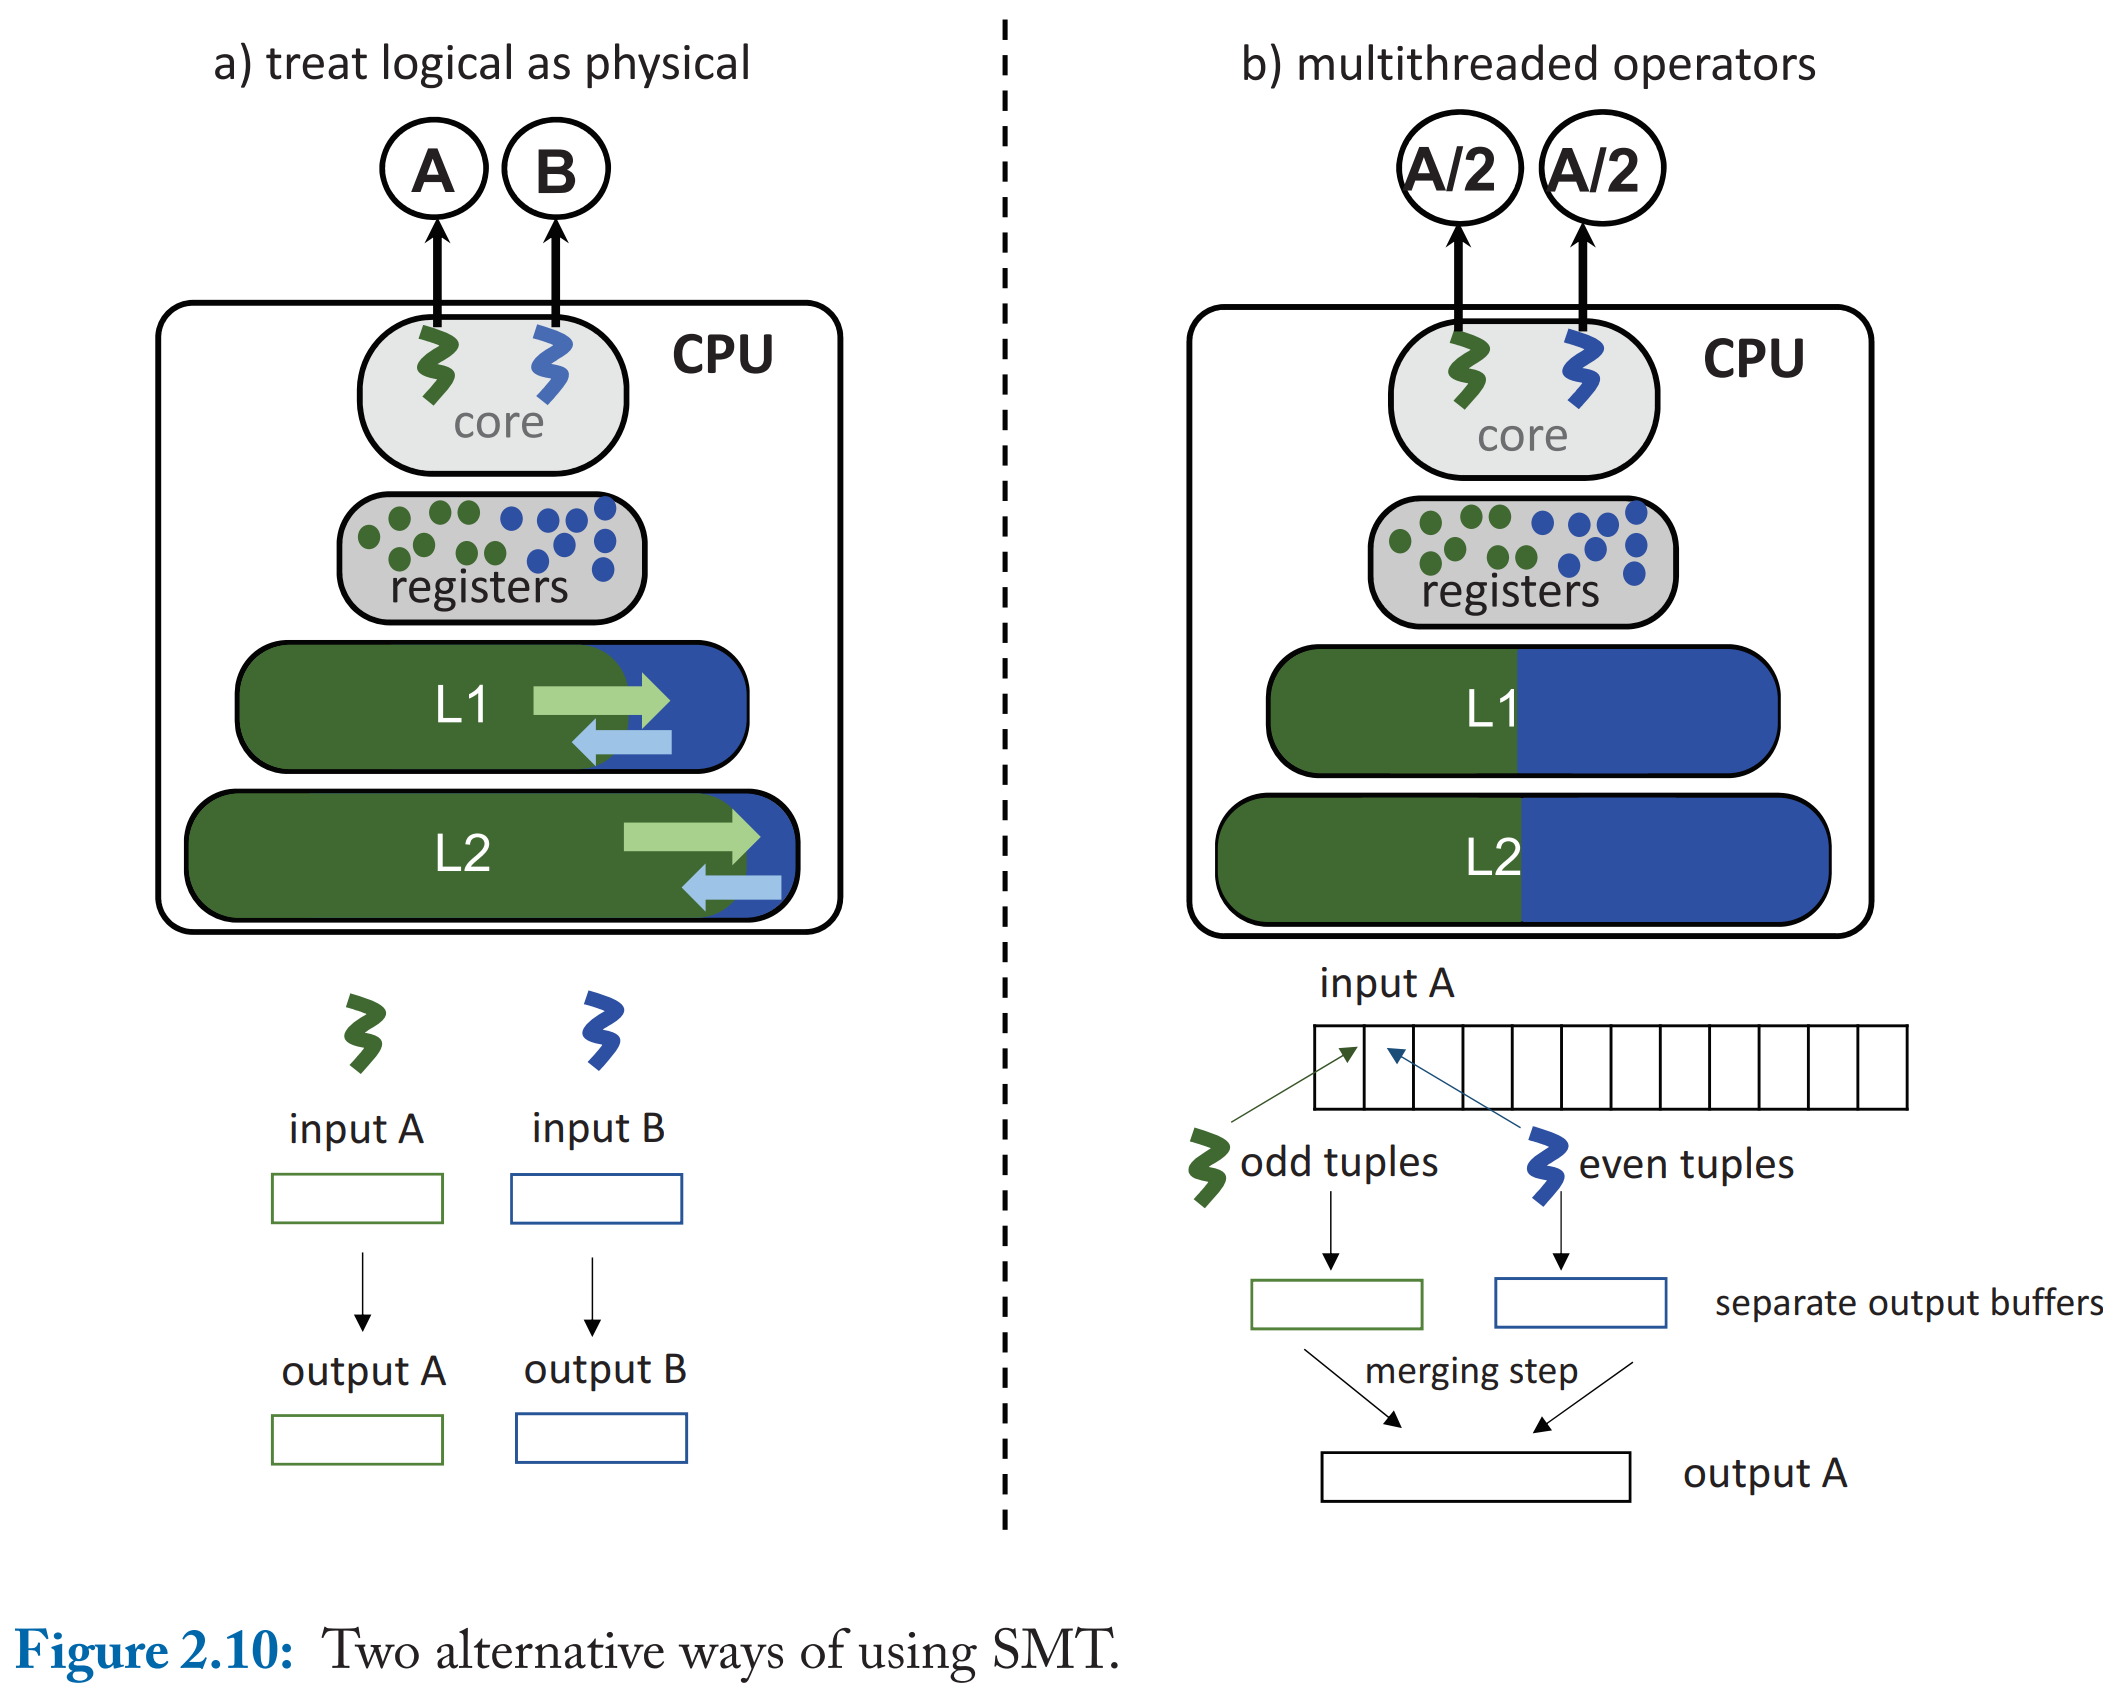 a) treat logical as physical
A
B
CPU
core
registers
L1
L2
input A
input B
output A
output B
b) multithreaded operators
A/2
A/2
CPU
core
registers
L1
L2
input A
odd tuples
even tuples
separate output buffers
merging step
output A
Figure 2.10: Two alternative ways of using SMT.